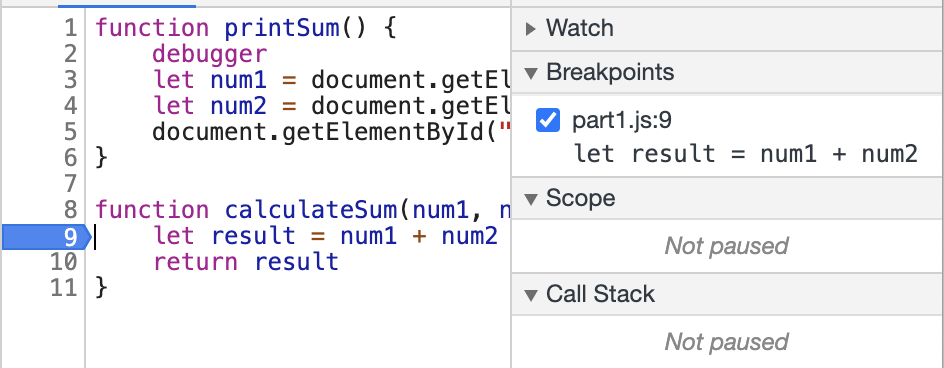 1 function printSum() {
2 debugger
3 let num1 = document.getEl
4 let num2 = document.getEl
5 document.getElementById("
6 }
7
8 function calculateSum(num1, n
9 let result = num1 + num2
10 return result
11 }
Watch
Breakpoints
part1.js:9
let result = num1 + num2
Scope
Not paused
Call Stack
Not paused